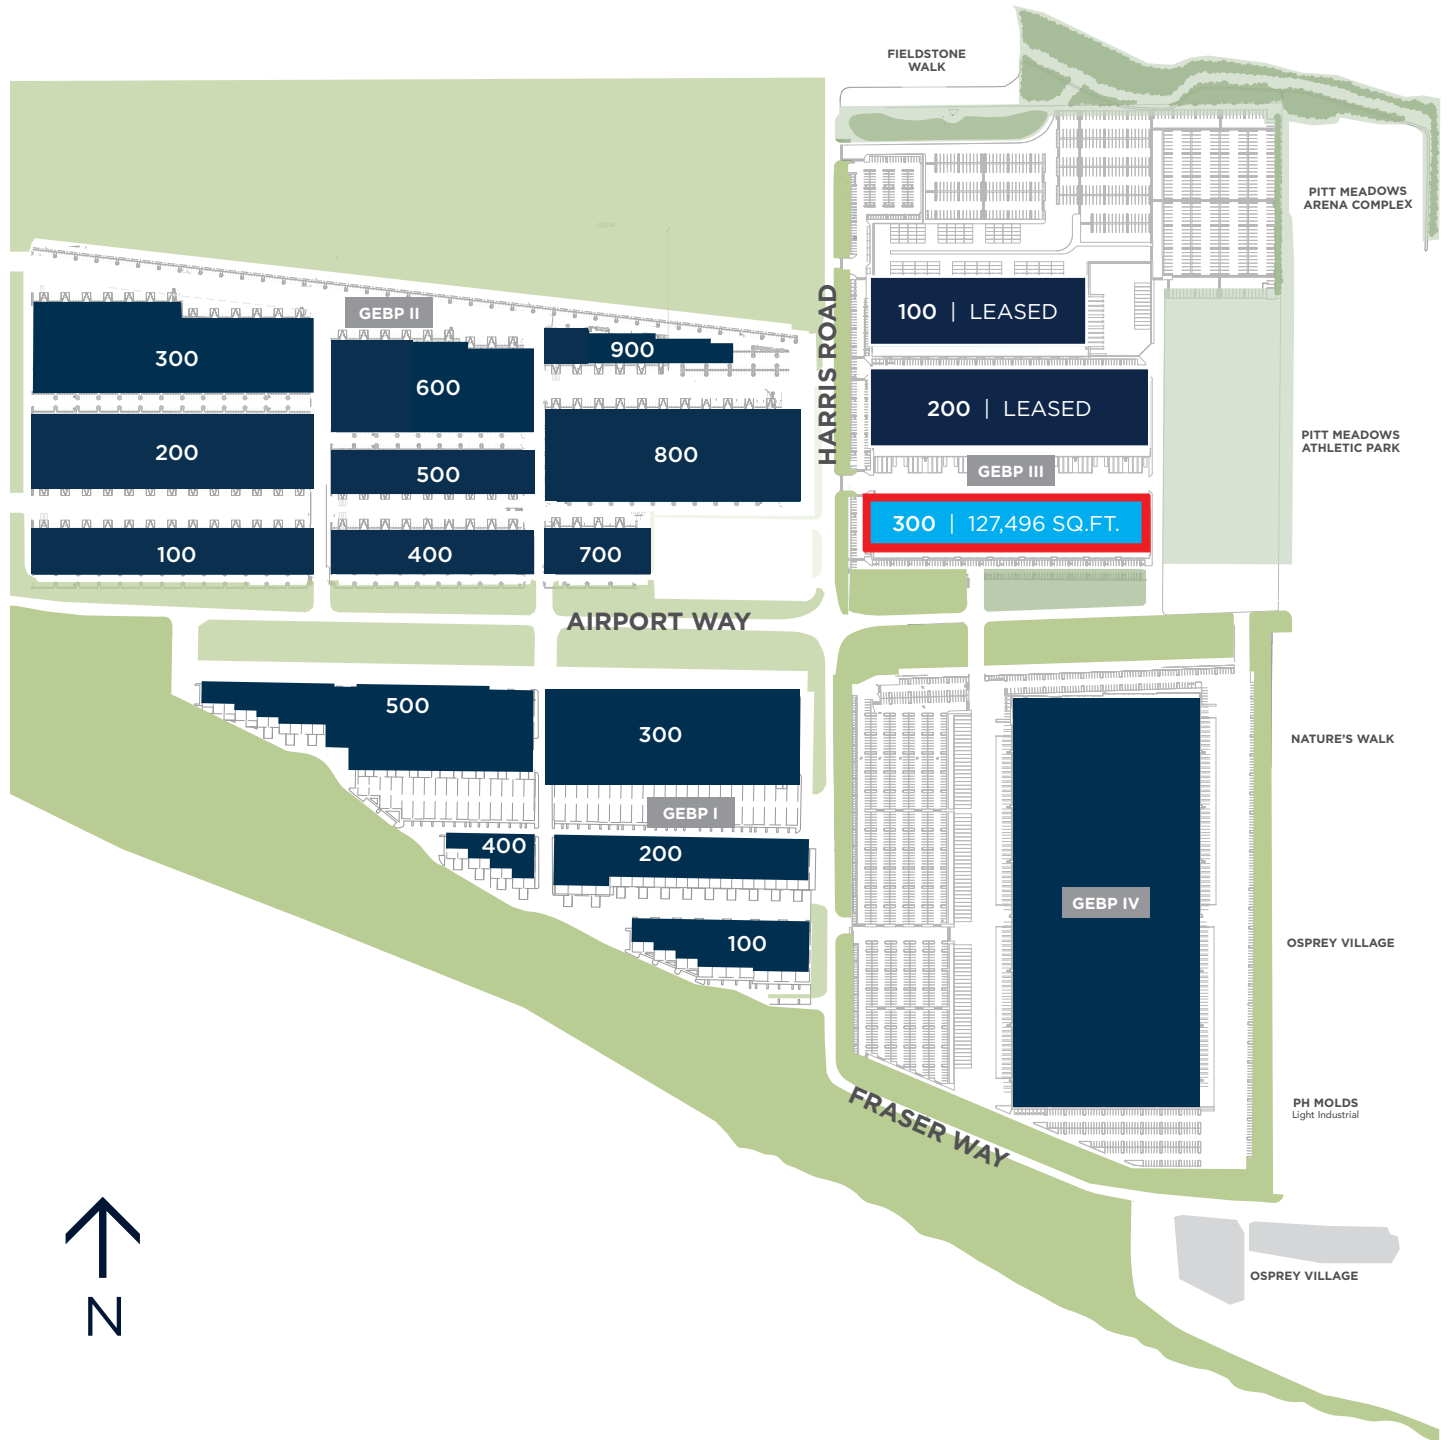 FIELDSTONE
WALK
PITT MEADOWS
ARENA COMPLEX
HARRIS ROAD
100 | LEASED
GEBP II
300
900
600
200 | LEASED
200
500
800
PITT MEADOWS
ATHLETIC PARK
GEBP III
300 | 127,496 SQ.FT.
100
400
700
AIRPORT WAY
500
300
NATURE'S WALK
GEBP I
400
200
GEBP IV
100
OSPREY VILLAGE
FRASER WAY
PH MOLDS
Light Industrial
N
OSPREY VILLAGE